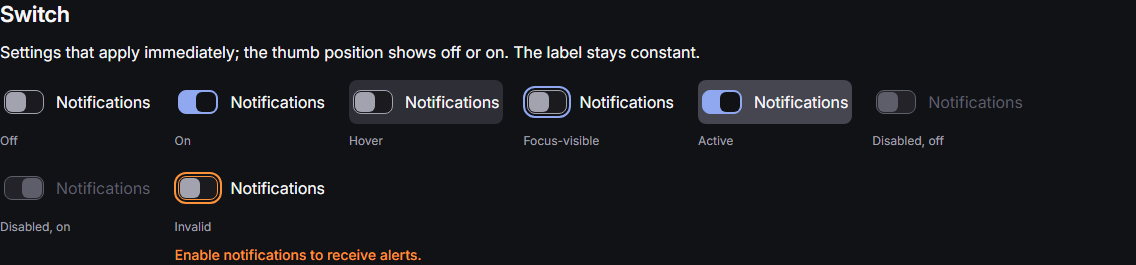 Switch
Settings that apply immediately; the thumb position shows off or on. The label stays constant.
Notifications Notifications Notifications Notifications Notifications Notifications
Off On Hover Focus-visible Active Disabled, off
Notifications Notifications
Disabled, on Invalid
Enable notifications to receive alerts.